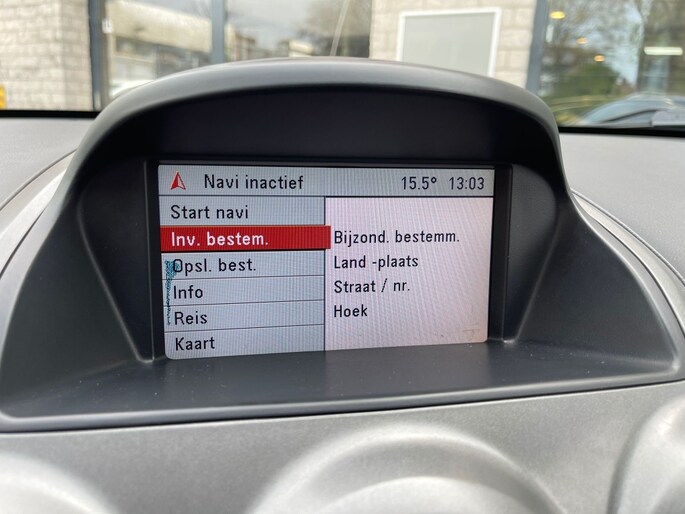 Navi inactief 15.5° 13:03
Start navi
Inv. bestem.
Opsl. best.
Info
Reis
Kaart
Bijzond. bestemm.
Land -plaats
Straat / nr.
Hoek